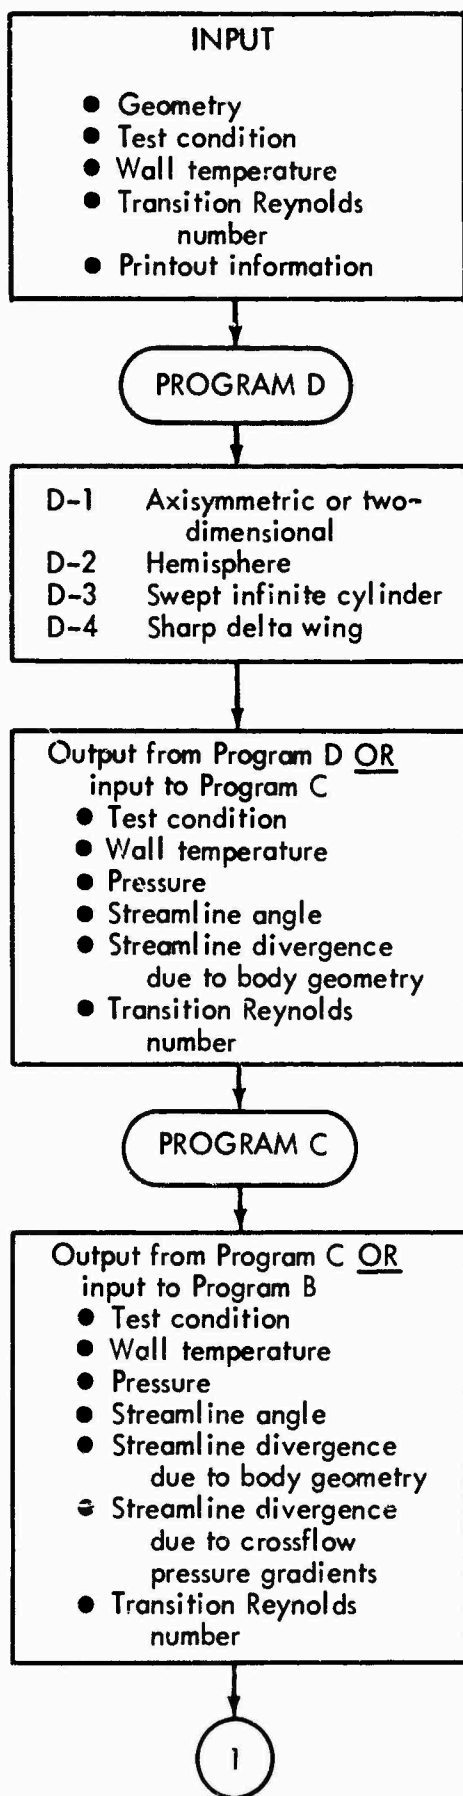 INPUT
● Geometry
● Test condition
● Wall temperature
● Transition Reynolds
number
● Printout information
PROGRAM D
D-1 Axisymmetric or two-
dimensional
D-2 Hemisphere
D-3 Swept infinite cylinder
D-4 Sharp delta wing
Output from Program D OR
input to Program C
● Test condition
● Wall temperature
● Pressure
● Streamline angle
● Streamline divergence
due to body geometry
● Transition Reynolds
number
PROGRAM C
Output from Program C OR
input to Program B
● Test condition
● Wall temperature
● Pressure
● Streamline angle
● Streamline divergence
due to body geometry
● Streamline divergence
due to crossflow
pressure gradients
● Transition Reynolds
number
1